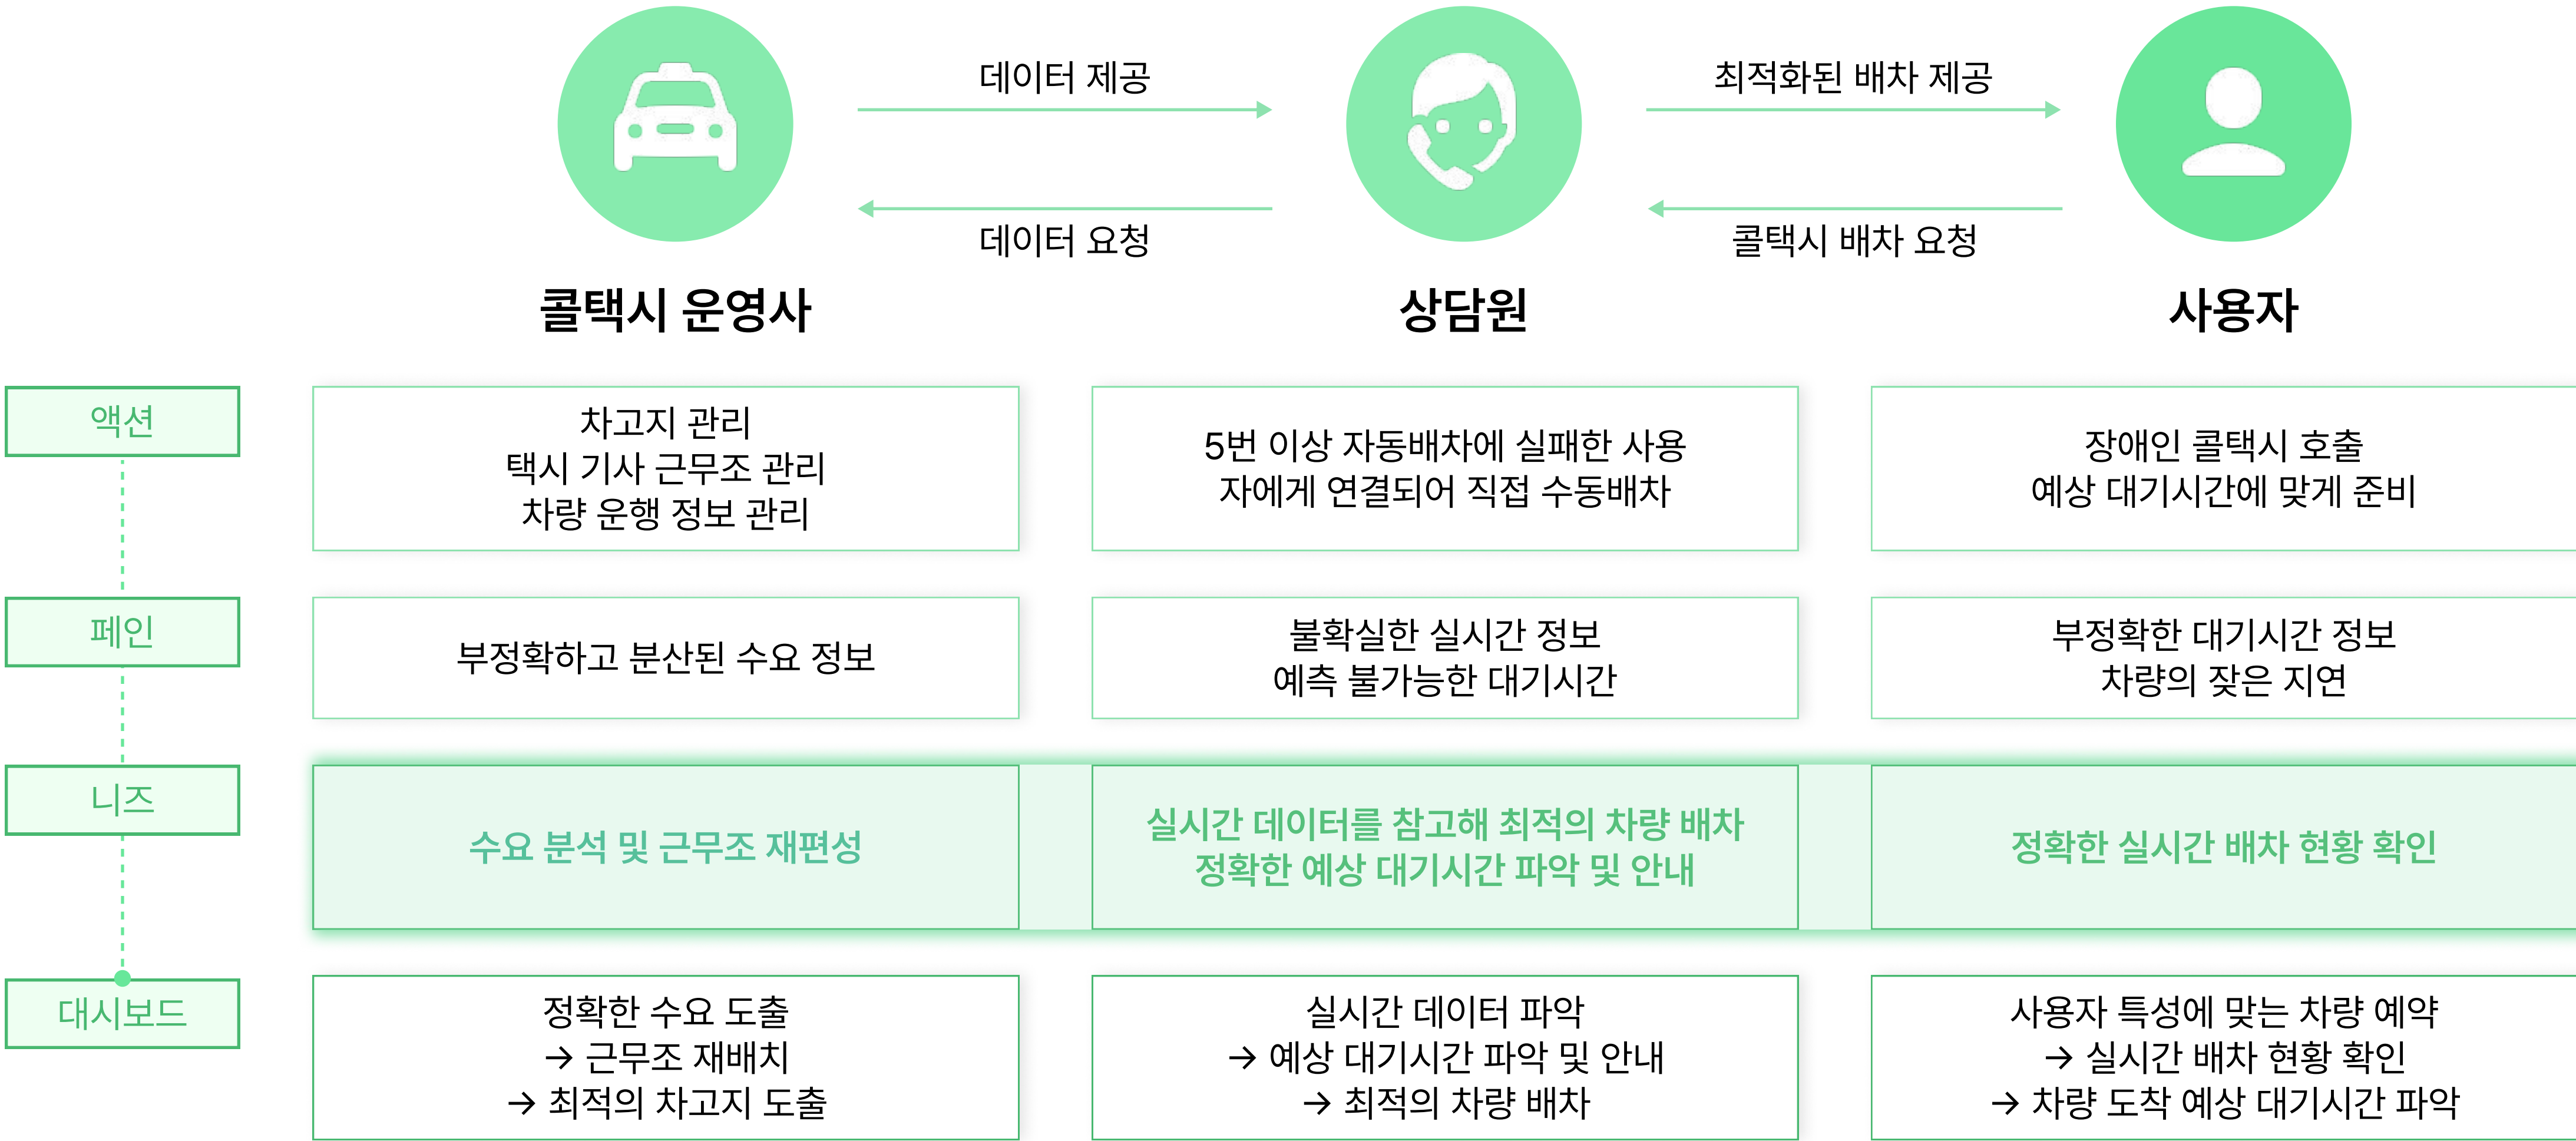 데이터 제공
최적화된 배차 제공
데이터 요청
콜택시 배차 요청
콜택시 운영사
상담원
사용자
액션
차고지 관리
택시 기사 근무조 관리
차량 운행 정보 관리
5번 이상 자동배차에 실패한 사용
자에게 연결되어 직접 수동배차
장애인 콜택시 호출
예상 대기시간에 맞게 준비
페인
부정확하고 분산된 수요 정보
불확실한 실시간 정보
예측 불가능한 대기시간
부정확한 대기시간 정보
차량의 잦은 지연
니즈
수요 분석 및 근무조 재편성
실시간 데이터를 참고해 최적의 차량 배차
정확한 예상 대기시간 파악 및 안내
정확한 실시간 배차 현황 확인
대시보드
정확한 수요 도출
→ 근무조 재배치
→ 최적의 차고지 도출
실시간 데이터 파악
→ 예상 대기시간 파악 및 안내
→ 최적의 차량 배차
사용자 특성에 맞는 차량 예약
→ 실시간 배차 현황 확인
→ 차량 도착 예상 대기시간 파악